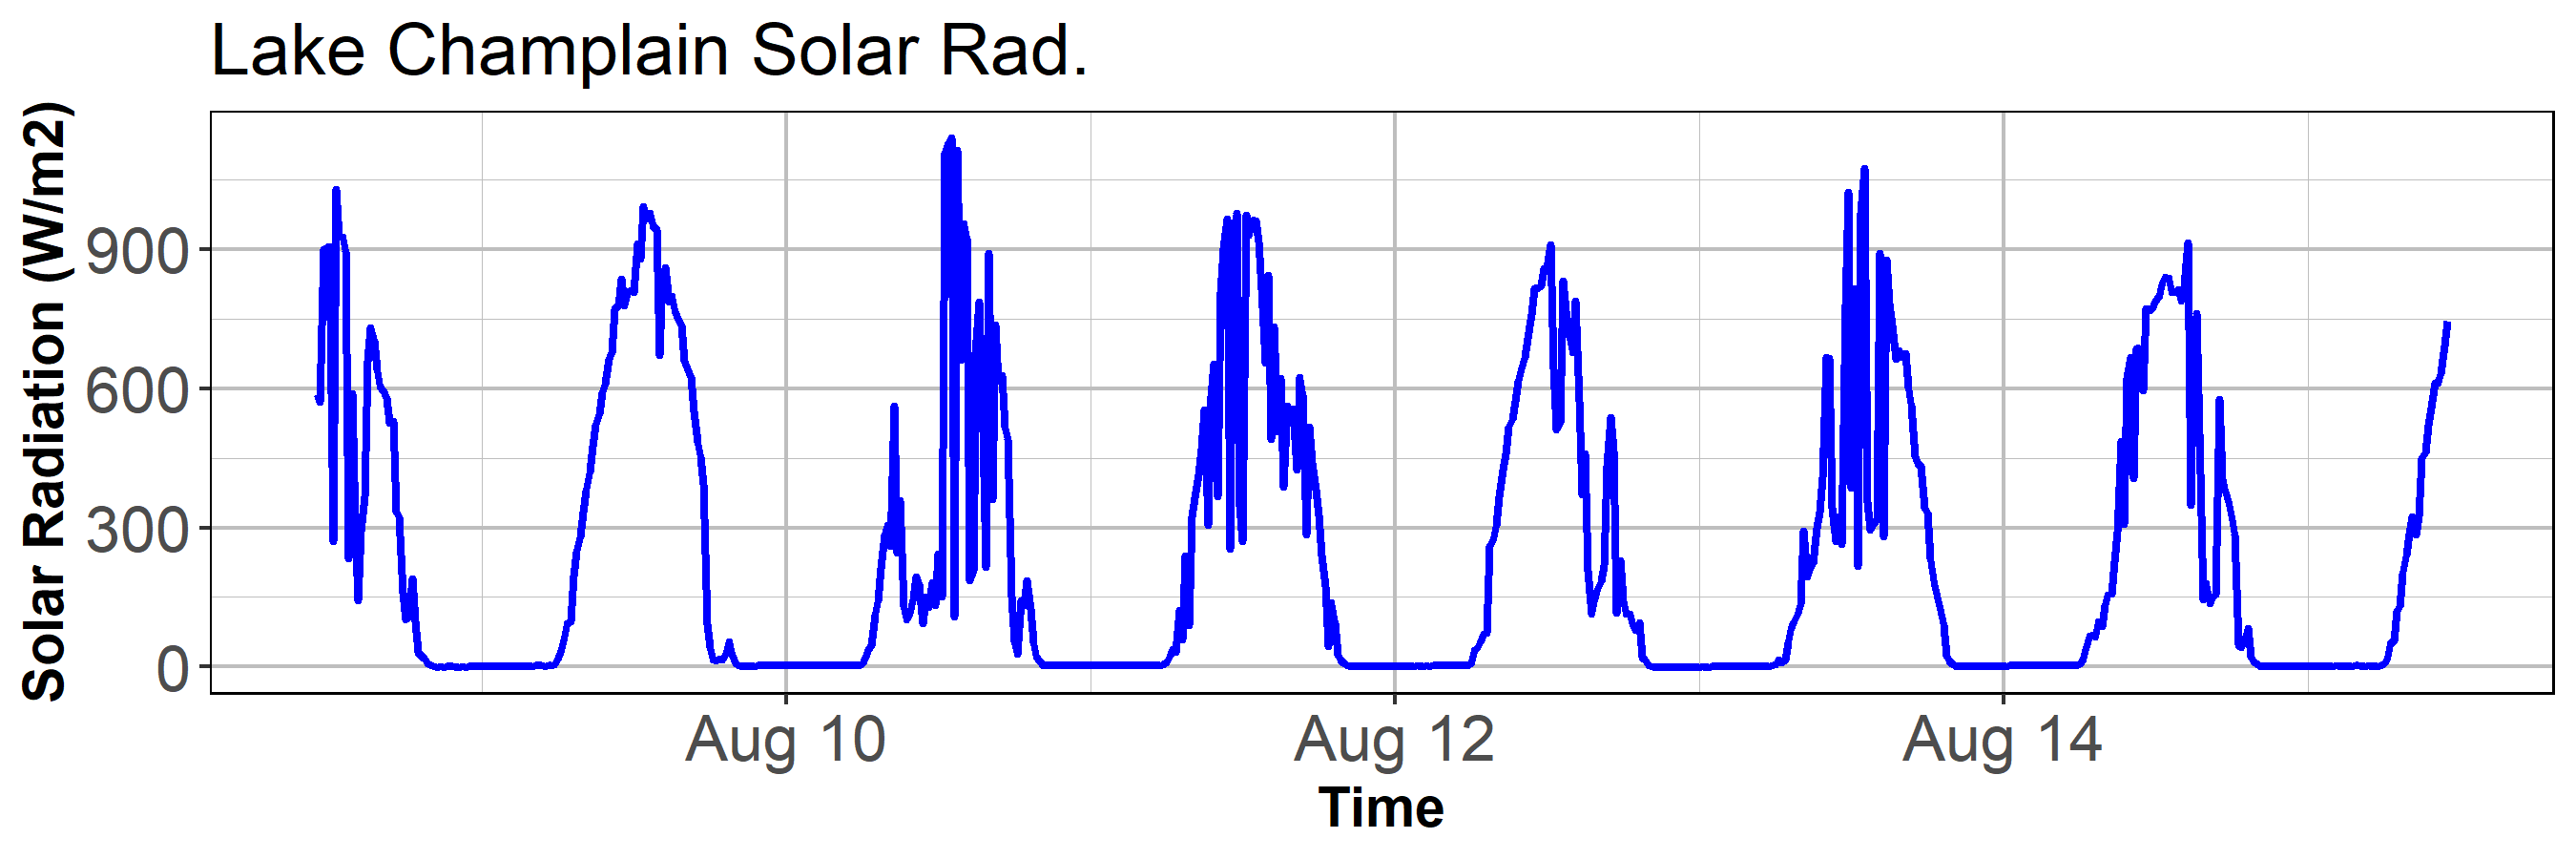 Lake Champlain Solar Rad.
Solar Radiation (W/m2)
900
600
300
0
Aug 10
Aug 12
Aug 14
Time